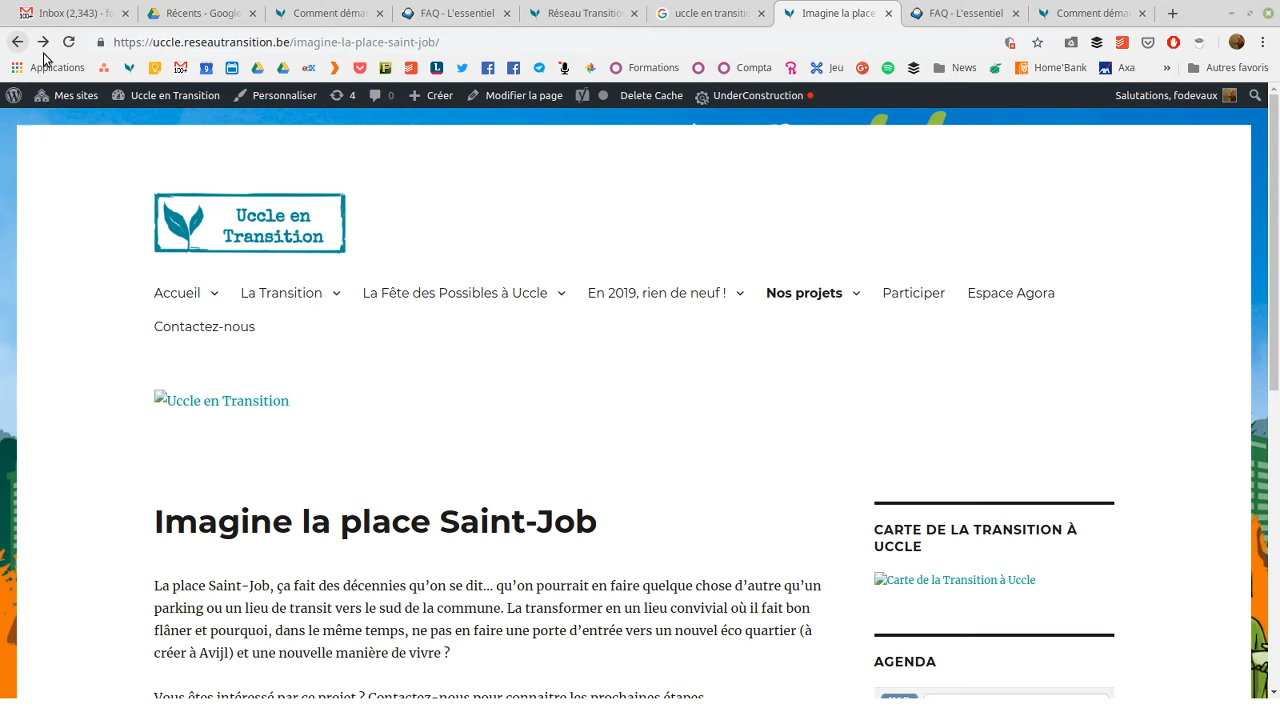 Inbox (2,343) - fo
Récents - Google
Comment déma
FAQ - L'essentiel
Réseau Transitio
uccle en transitio
Imagine la place
FAQ - L'essentiel
Comment déma
https://uccle.reseautransition.be/imagine-la-place-saint-job/
Applications
Formations
Compta
Jeu
News
Home'Bank
Axa
»
Autres favoris
Mes sites
Uccle en Transition
Personnaliser
4
0
Créer
Modifier la page
Delete Cache
UnderConstruction
Salutations, fodevaux
Uccle en
Transition
Accueil
La Transition
La Fête des Possibles à Uccle
En 2019, rien de neuf !
Nos projets
Participer
Espace Agora
Contactez-nous
Uccle en Transition
Imagine la place Saint-Job
La place Saint-Job, ça fait des décennies qu'on se dit… qu'on pourrait en faire quelque chose d'autre qu'un
parking ou un lieu de transit vers le sud de la commune. La transformer en un lieu convivial où il fait bon
flâner et pourquoi, dans le même temps, ne pas en faire une porte d'entrée vers un nouvel éco quartier (à
créer à Avijl) et une nouvelle manière de vivre ?
Vous êtes intéressé par ce projet ? Contactez-nous pour connaitre les prochaines étapes.
CARTE DE LA TRANSITION À
UCCLE
Carte de la Transition à Uccle
AGENDA